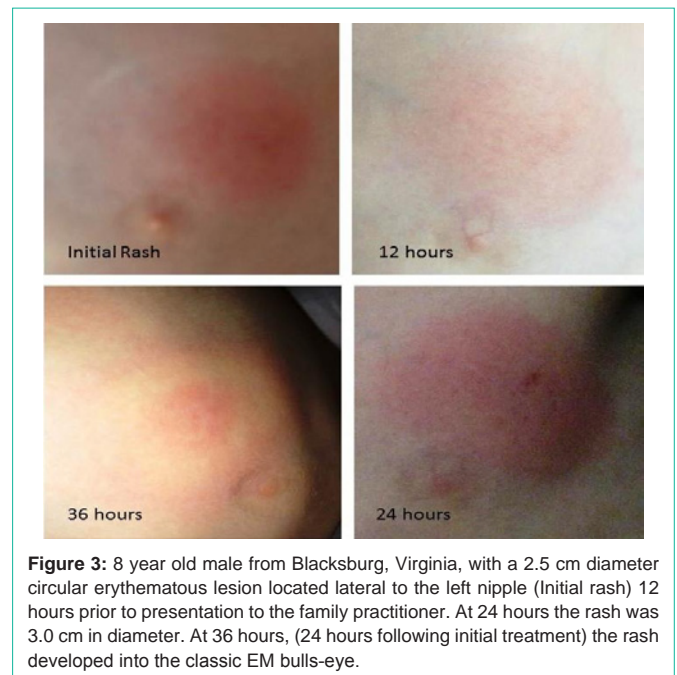 Initial Rash
12 hours
36 hours
24 hours
Figure 3: 8 year old male from Blacksburg, Virginia, with a 2.5 cm diameter
circular erythematous lesion located lateral to the left nipple (Initial rash) 12
hours prior to presentation to the family practitioner. At 24 hours the rash was
3.0 cm in diameter. At 36 hours, (24 hours following initial treatment) the rash
developed into the classic EM bulls-eye.